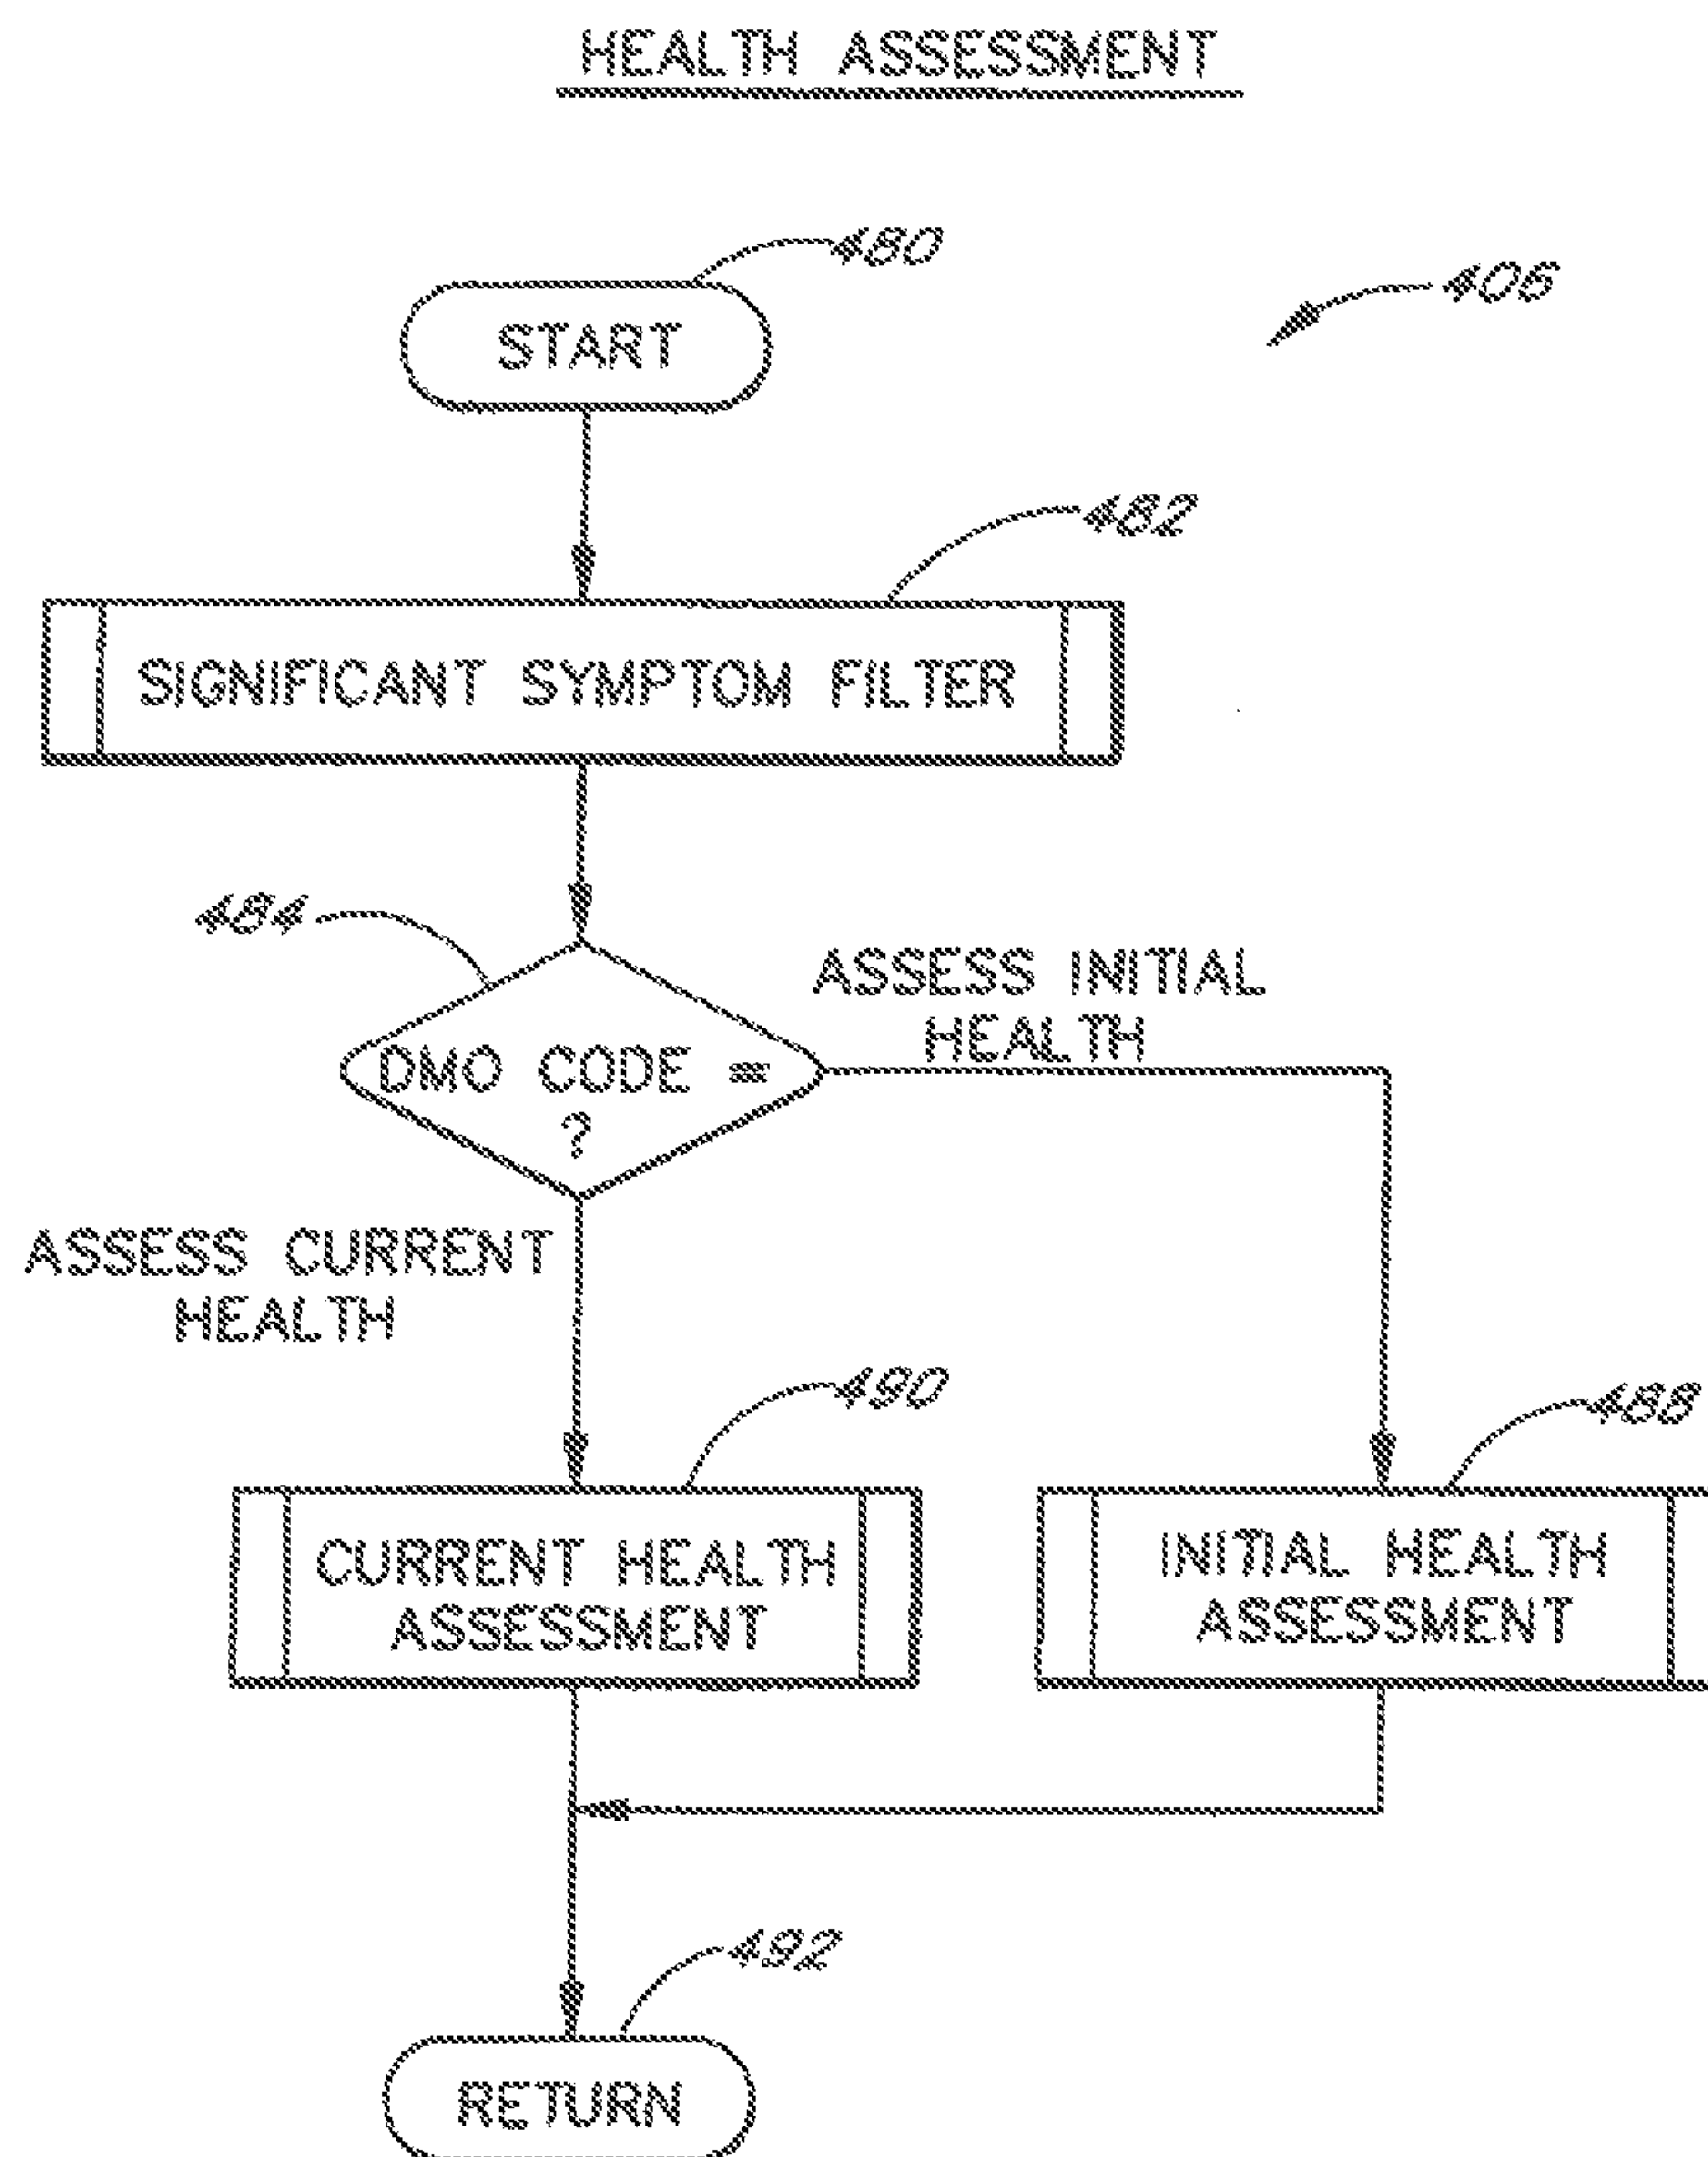 HEALTH ASSESSMENT
480
406
START
482
SIGNIFICANT SYMPTOM FILTER
484
ASSESS INITIAL
HEALTH
DMO CODE =
?
ASSESS CURRENT
HEALTH
490
488
CURRENT HEALTH
ASSESSMENT
INITIAL HEALTH
ASSESSMENT
492
RETURN